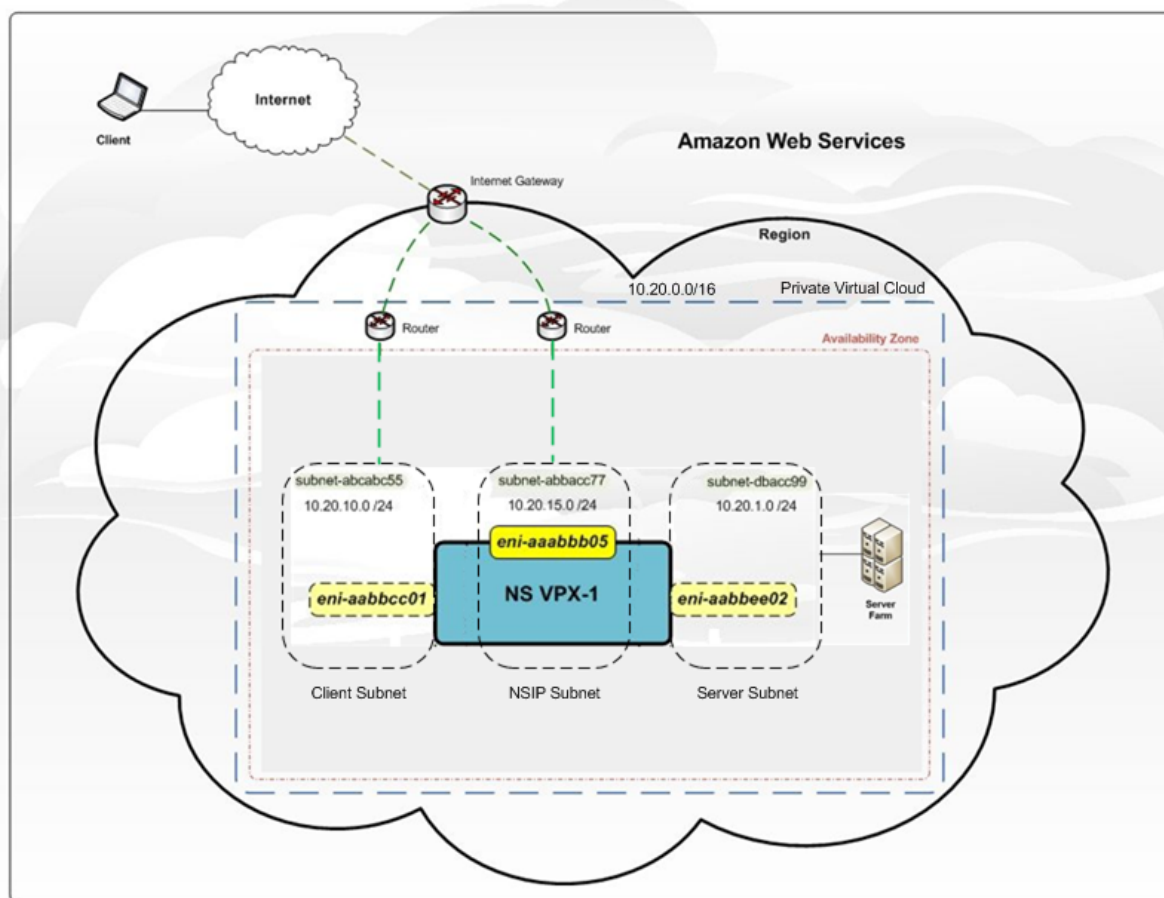 Internet
Client
Amazon Web Services
Internet Gateway
Region
10.20.0.0/16
Private Virtual Cloud
Router
Router
Availability Zone
subnet-abcabc55
10.20.10.0 /24
subnet-abbacc77
10.20.15.0 /24
subnet-dbacc99
10.20.1.0 /24
eni-aaabbb05
eni-aabbcc01
NS VPX-1
eni-aabbee02
Server
Farm
Client Subnet
NSIP Subnet
Server Subnet